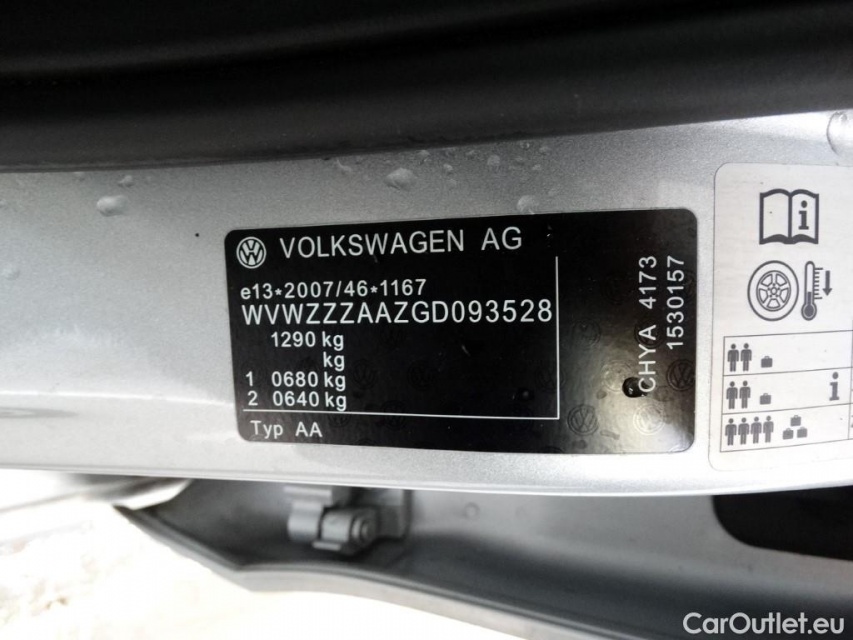 VOLKSWAGEN AG
e13*2007/46*1167
WVWZZZAAZGD093528
1290 kg
kg
1 0680 kg
2 0640 kg
Typ AA
CHYA 4173
1530157
i
i
CarOutlet.eu